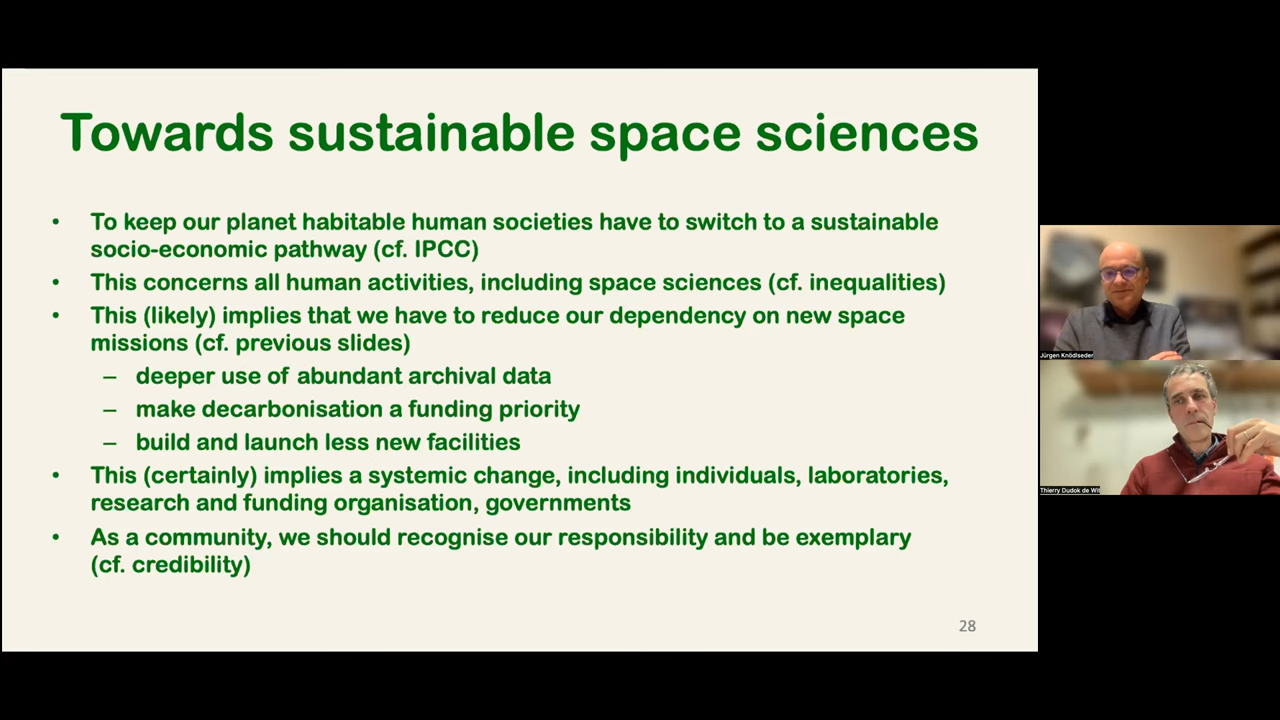 Towards sustainable space sciences
• To keep our planet habitable human societies have to switch to a sustainable
socio-economic pathway (cf. IPCC)
• This concerns all human activities, including space sciences (cf. inequalities)
• This (likely) implies that we have to reduce our dependency on new space
missions (cf. previous slides)
– deeper use of abundant archival data
– make decarbonisation a funding priority
– build and launch less new facilities
• This (certainly) implies a systemic change, including individuals, laboratories,
research and funding organisation, governments
• As a community, we should recognise our responsibility and be exemplary
(cf. credibility)
28
Jürgen Knödlseder
Thierry Dudok de Wit